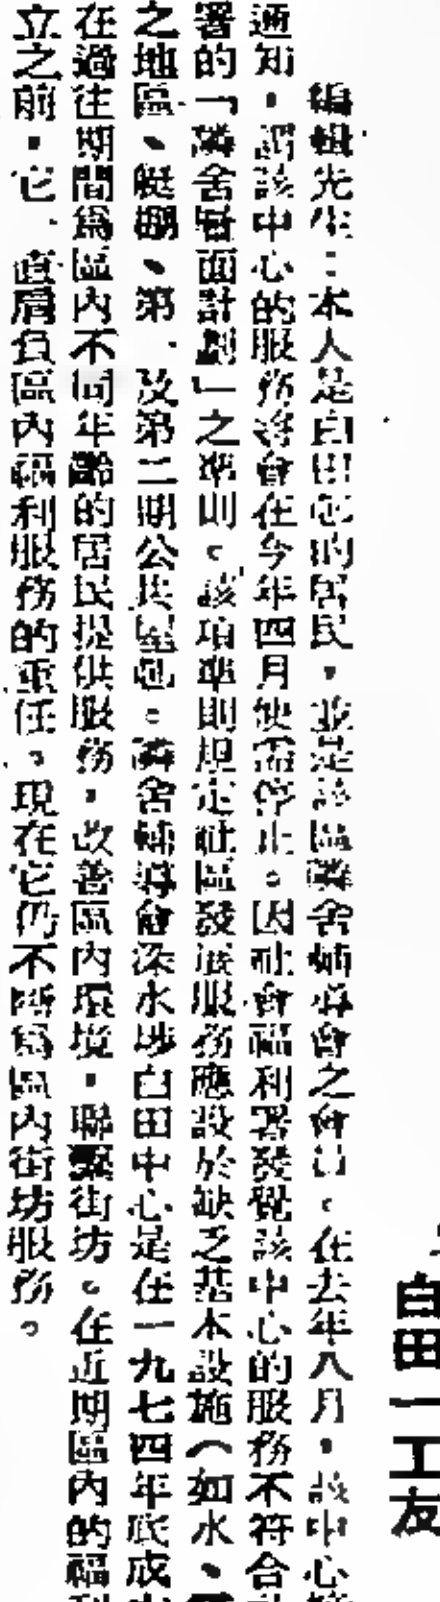 白田一工友
編輯先生：本人是白田邨的居民，並是該區鄰舍輔導會之會員。在去年八月，該中心
通知，謂該中心的服務將會在今年四月便需停止。因社會福利署發覺該中心的服務不符合
署的「鄰舍層面計劃」之準則。該項準則規定社區發展服務應設於缺乏基本設施（如水、
之地區、艇戶、第一及第二期公共屋邨。鄰舍輔導會深水埗白田中心是在一九七四年底成
在過往期間爲區內不同年齡的居民提供服務，改善區內環境，聯繫街坊。在近期區內的福利
立之前，它一直肩負區內福利服務的重任。現在它仍不斷爲區內街坊服務。